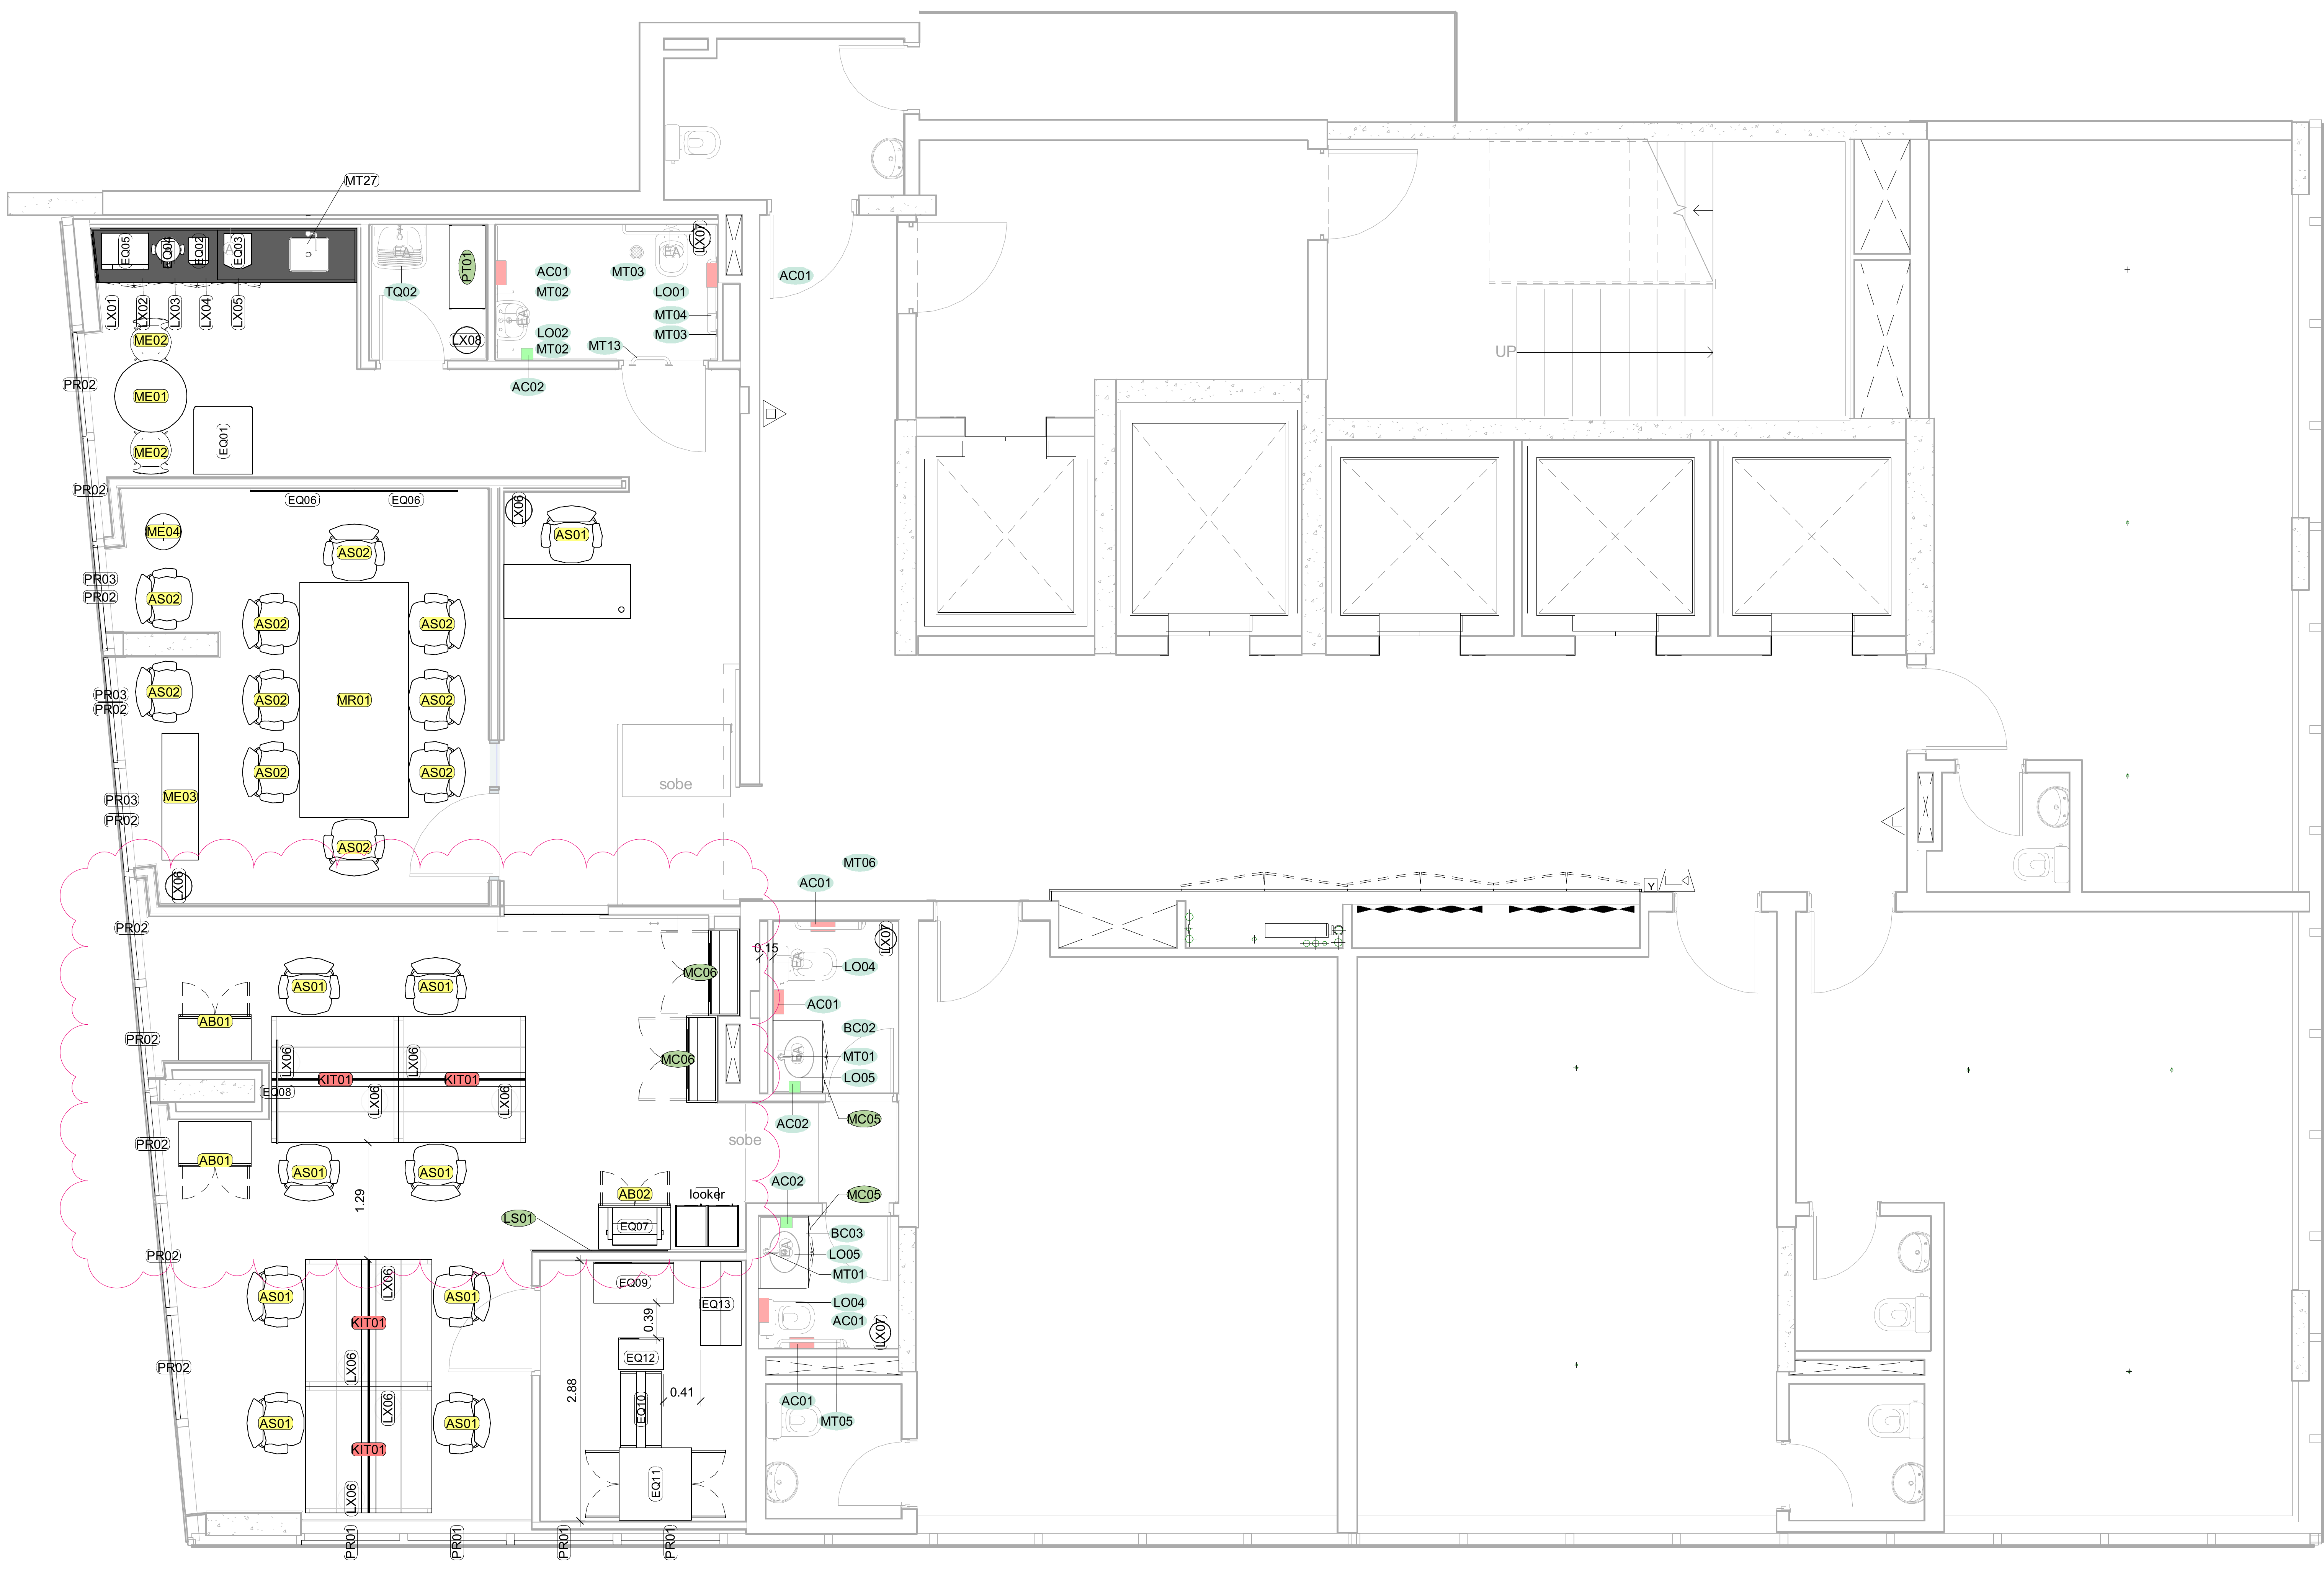 MT27
EQ05
EQ04
EQ02
EQ03
EA
PT01
EA
LX07
AC01
MT03
AC01
TQ02
MT02
LO01
LX01
LX02
LX03
LX04
LX05
EA
MT04
LO02
MT03
ME02
LX08
MT02
MT13
UP
PR02
AC02
ME01
EQ01
ME02
PR02
EQ06
EQ06
LX06
ME04
AS01
AS02
PR03
PR02
AS02
AS02
AS02
PR03
AS02
AS02
MR01
AS02
PR02
AS02
AS02
sobe
PR03
ME03
PR02
AS02
MT06
LX06
AC01
Y
PR02
LX07
0.15
EA
LO04
MC06
AS01
AS01
AC01
AB01
BC02
PR02
LX06
LX06
MC06
EA
MT01
KIT01
KIT01
LO05
EQ08
LX06
LX06
AC02
MC05
PR02
sobe
AB01
AS01
AS01
AC02
1.29
AB02
looker
MC05
LS01
EQ07
BC03
PR02
EA
LO05
MT01
LX06
EQ09
AS01
AS01
EQ13
LO04
KIT01
0.39
AC01
LX07
EQ12
PR02
LX06
2.88
0.41
AC01
LX06
EQ10
MT05
AS01
AS01
KIT01
EQ11
LX06
PR01
PR01
PR01
PR01